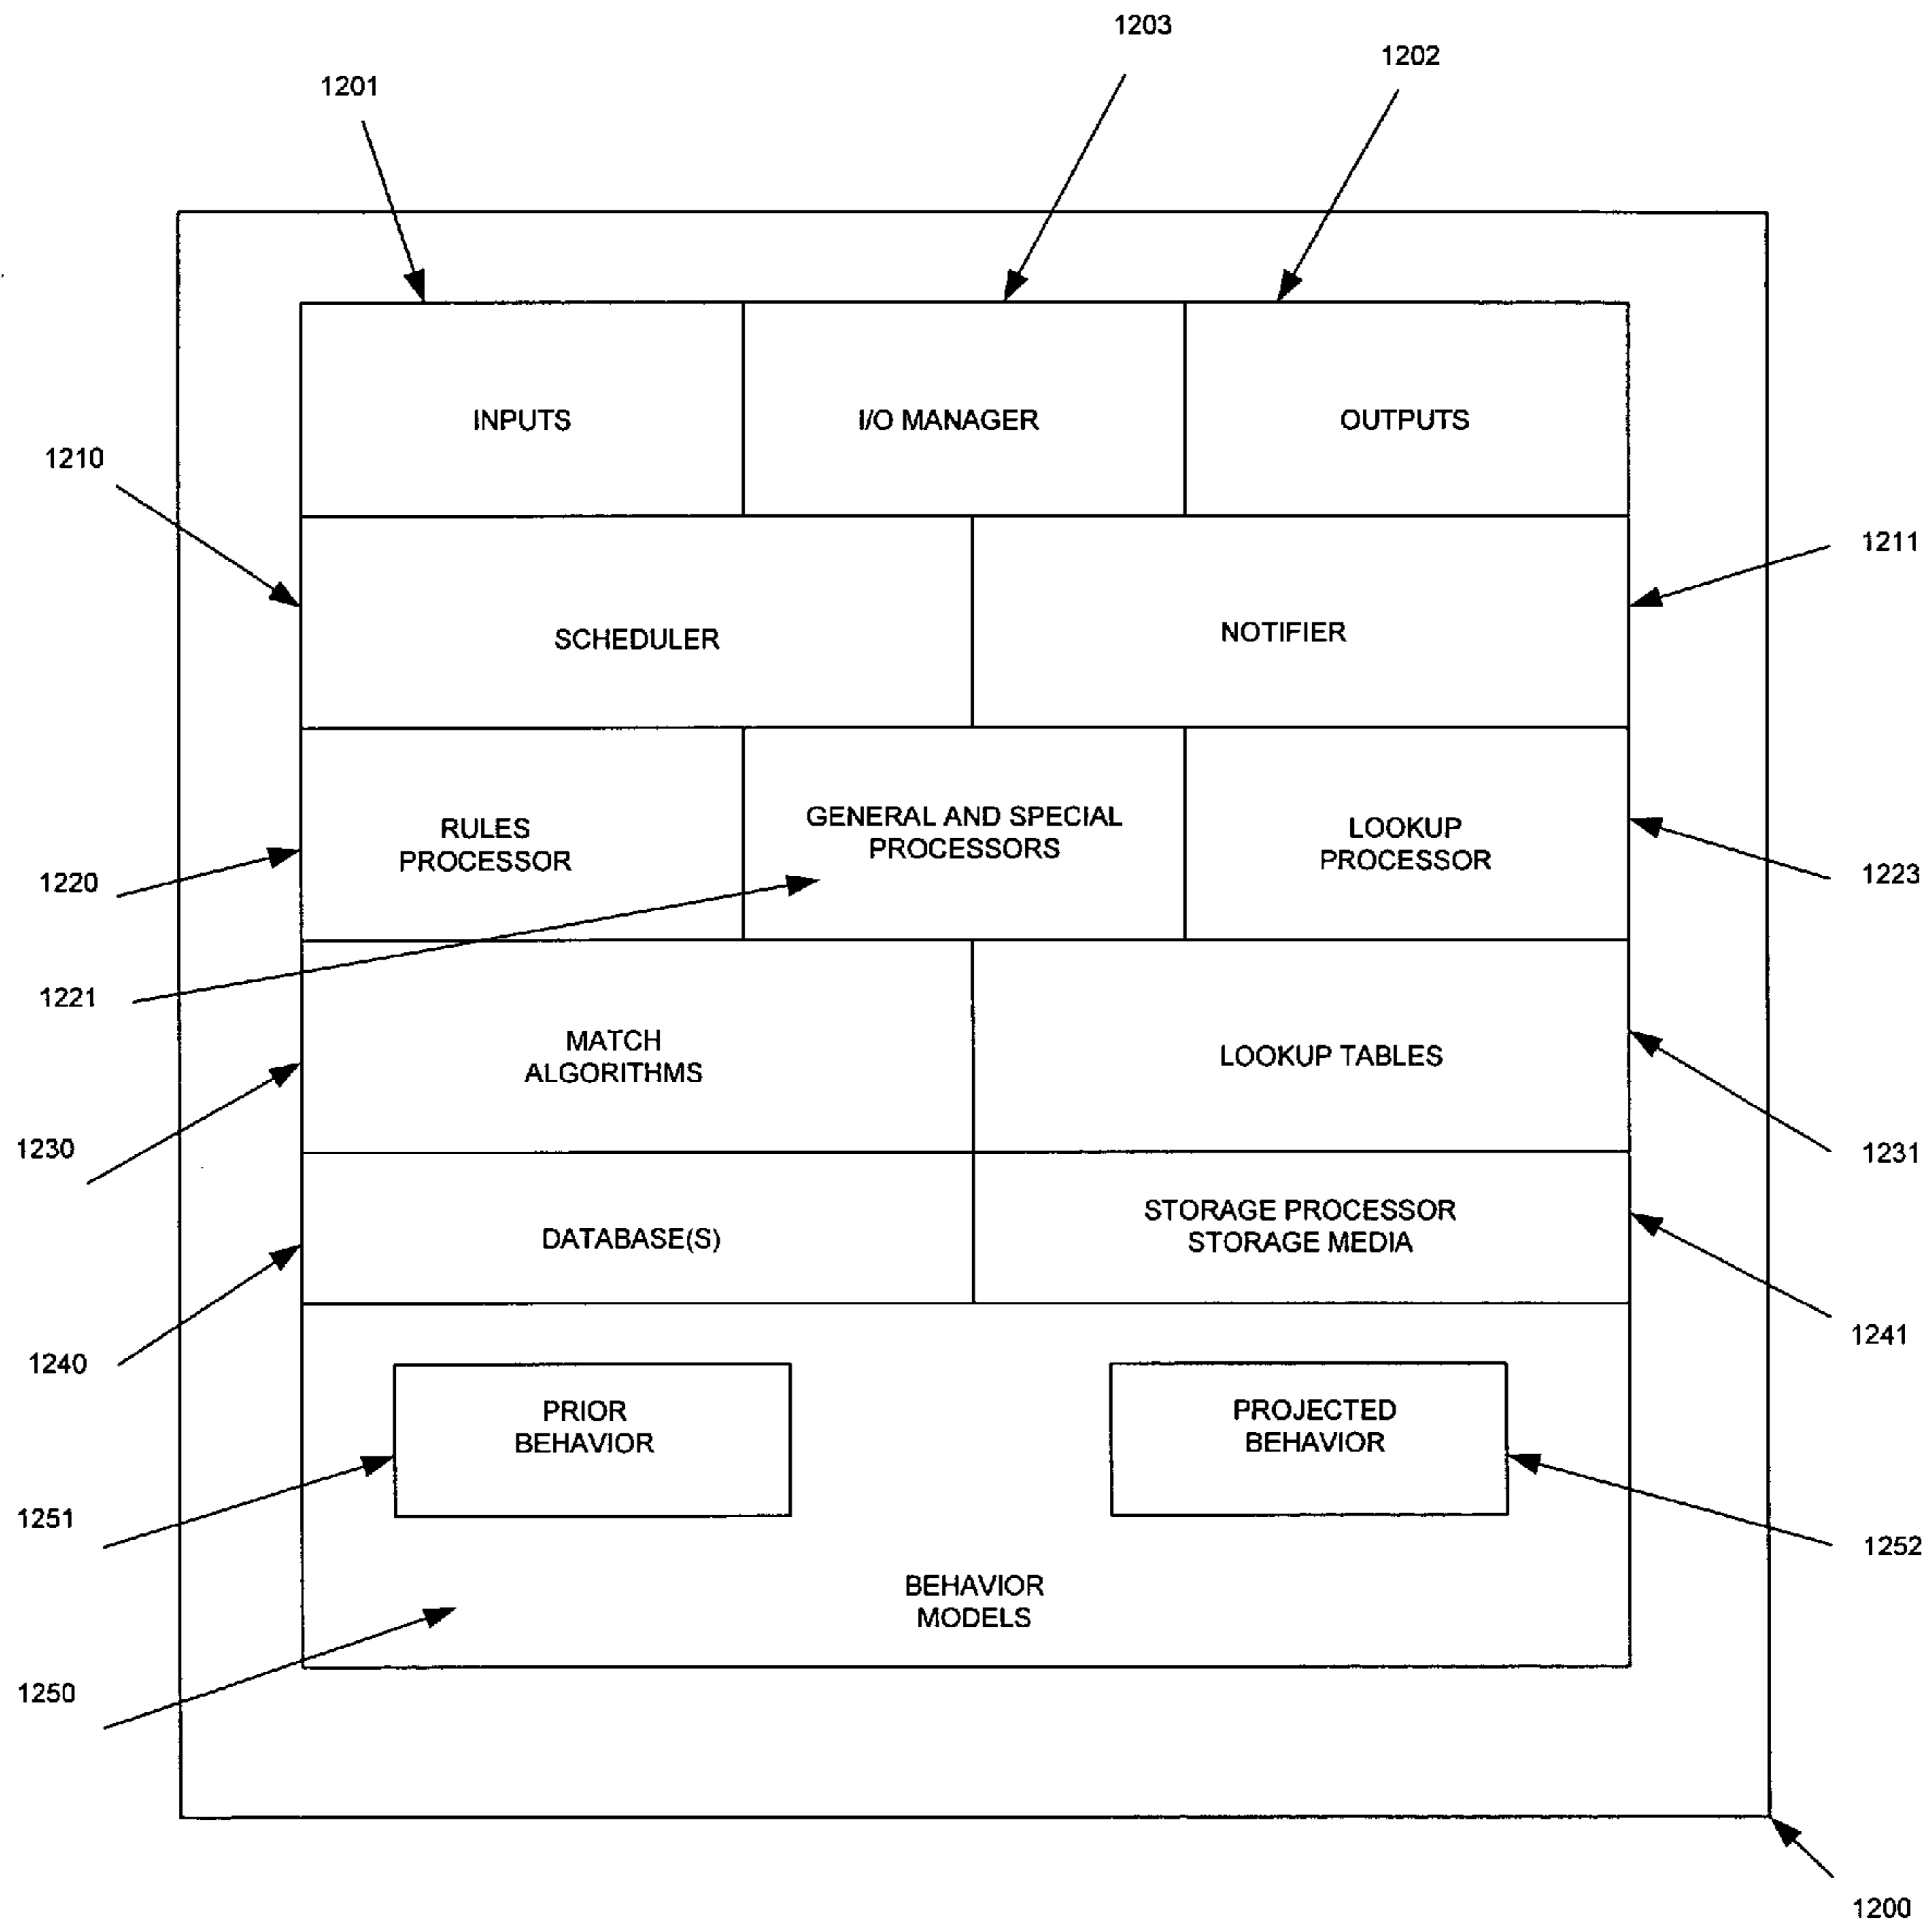 1203
1202
1201
INPUTS
I/O MANAGER
OUTPUTS
1210
1211
SCHEDULER
NOTIFIER
RULES
PROCESSOR
GENERAL AND SPECIAL
PROCESSORS
LOOKUP
PROCESSOR
1220
1223
1221
MATCH
ALGORITHMS
LOOKUP TABLES
1230
1231
DATABASE(S)
STORAGE PROCESSOR
STORAGE MEDIA
1240
1241
PRIOR
BEHAVIOR
PROJECTED
BEHAVIOR
1251
1252
BEHAVIOR
MODELS
1250
1200